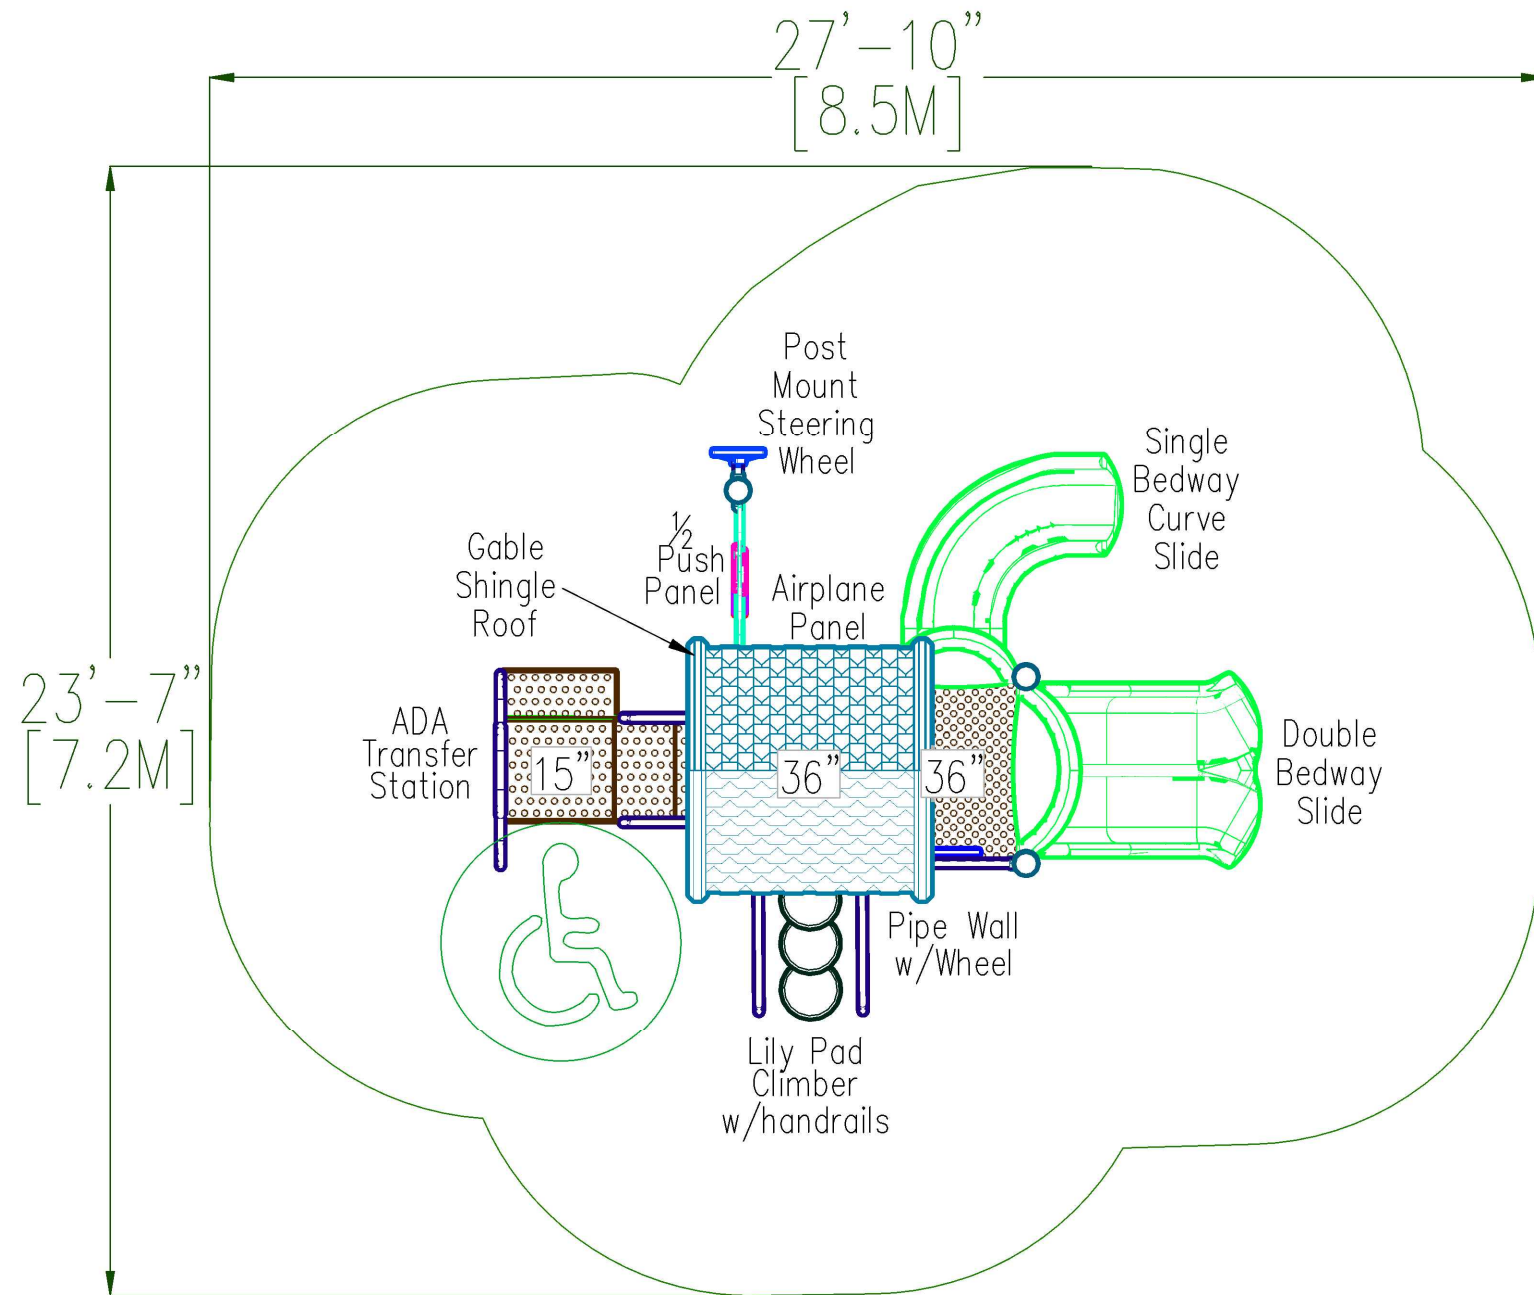 27'-10"
[8.5M]
Post
Mount
Steering
Wheel
Single
Bedway
Curve
Slide
½
Push
Panel
Gable
Shingle
Roof
Airplane
Panel
23'-7"
[7.2M]
ADA
Transfer
Station
15"
36"
36"
Double
Bedway
Slide
Pipe Wall
w/Wheel
Lily Pad
Climber
w/handrails